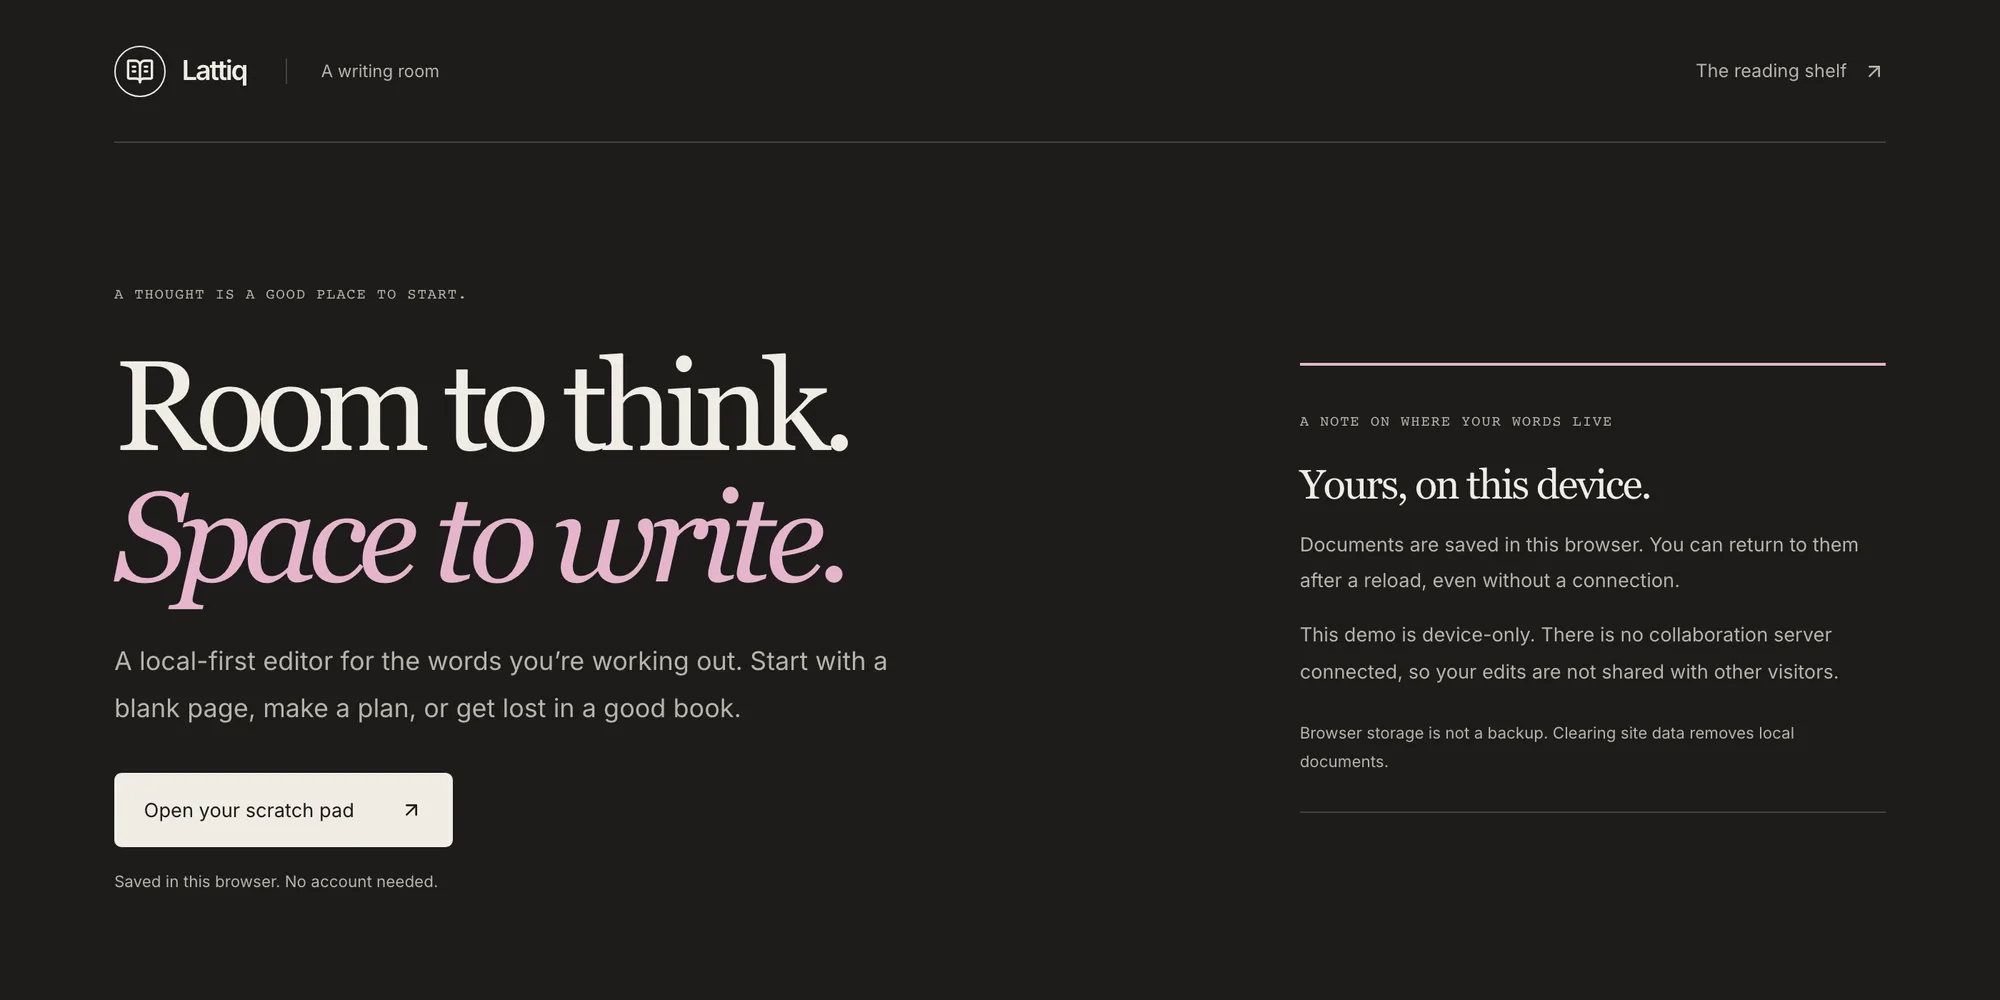 Lattiq
A writing room
The reading shelf
A THOUGHT IS A GOOD PLACE TO START.
Room to think.
Space to write.
A local-first editor for the words you’re working out. Start with a
blank page, make a plan, or get lost in a good book.
Open your scratch pad
Saved in this browser. No account needed.
A NOTE ON WHERE YOUR WORDS LIVE
Yours, on this device.
Documents are saved in this browser. You can return to them
after a reload, even without a connection.
This demo is device-only. There is no collaboration server
connected, so your edits are not shared with other visitors.
Browser storage is not a backup. Clearing site data removes local
documents.